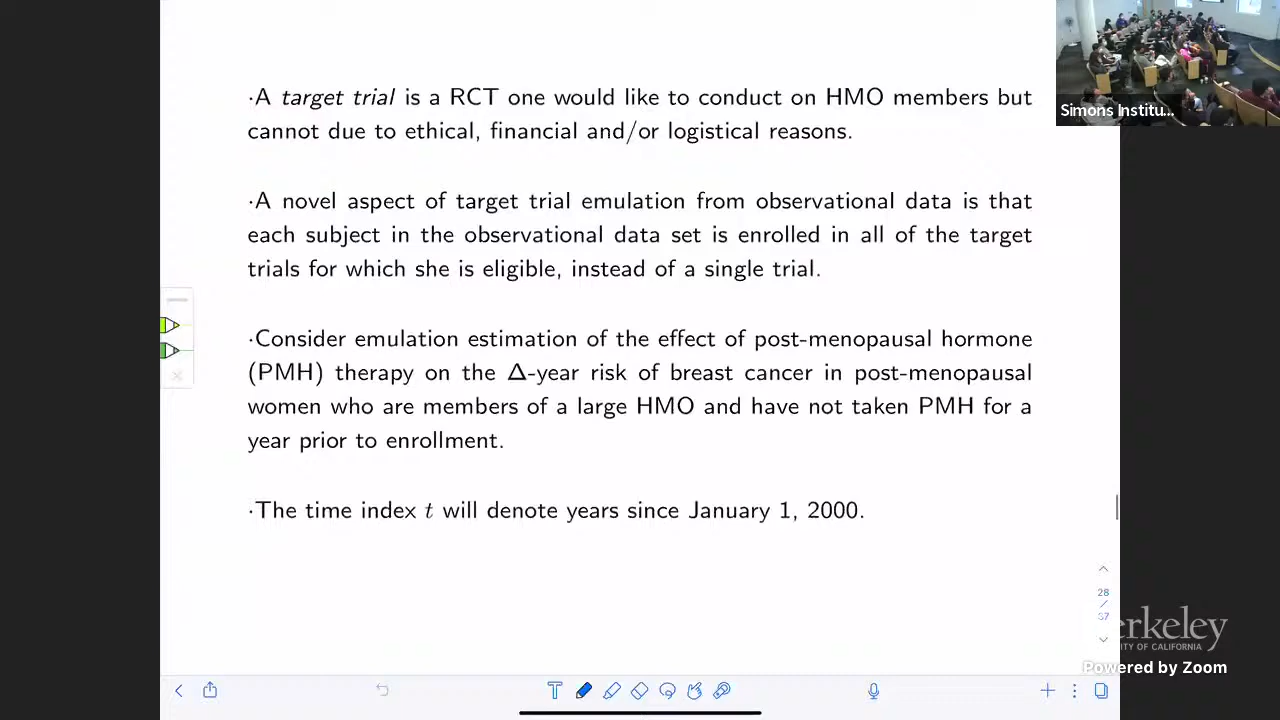 ·A target trial is a RCT one would like to conduct on HMO members but
cannot due to ethical, financial and/or logistical reasons.
·A novel aspect of target trial emulation from observational data is that
each subject in the observational data set is enrolled in all of the target
trials for which she is eligible, instead of a single trial.
·Consider emulation estimation of the effect of post-menopausal hormone
(PMH) therapy on the Δ-year risk of breast cancer in post-menopausal
women who are members of a large HMO and have not taken PMH for a
year prior to enrollment.
·The time index t will denote years since January 1, 2000.
Simons Institu...
28
/
37
erkeley
ITY OF CALIFORNIA
Powered by Zoom
T